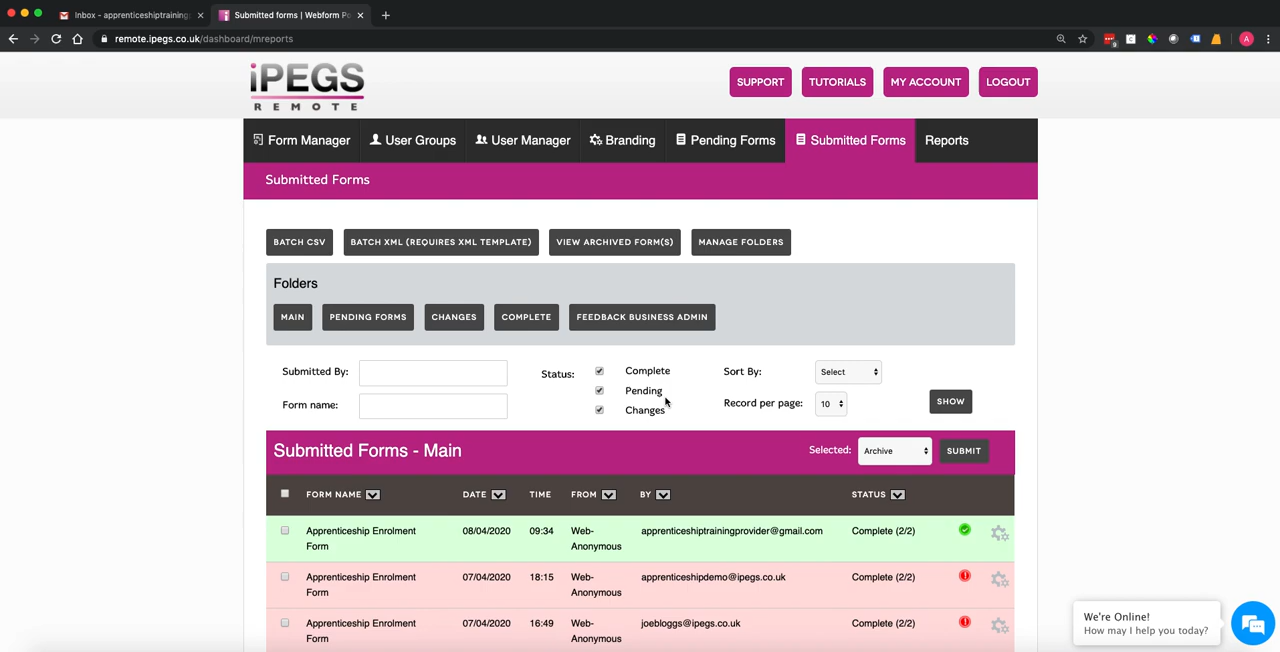 Inbox - apprenticeshiptraining
Submitted forms | Webform Po
remote.ipegs.co.uk/dashboard/mreports
9
A
iPEGS
REMOTE
SUPPORT
TUTORIALS
MY ACCOUNT
LOGOUT
Form Manager
User Groups
User Manager
Branding
Pending Forms
Submitted Forms
Reports
Submitted Forms
BATCH CSV
BATCH XML (REQUIRES XML TEMPLATE)
VIEW ARCHIVED FORM(S)
MANAGE FOLDERS
Folders
MAIN
PENDING FORMS
CHANGES
COMPLETE
FEEDBACK BUSINESS ADMIN
Submitted By:
Form name:
Status:
Complete
Pending
Changes
Sort By:
Select
Record per page:
10
SHOW
Submitted Forms - Main
Selected:
Archive
SUBMIT
FORM NAME
DATE
TIME
FROM
BY
STATUS
Apprenticeship Enrolment
Form
08/04/2020
09:34
Web-
Anonymous
apprenticeshiptrainingprovider@gmail.com
Complete (2/2)
Apprenticeship Enrolment
Form
07/04/2020
18:15
Web-
Anonymous
apprenticeshipdemo@ipegs.co.uk
Complete (2/2)
Apprenticeship Enrolment
Form
07/04/2020
16:49
Web-
Anonymous
joebloggs@ipegs.co.uk
Complete (2/2)
We're Online!
How may I help you today?